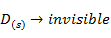 D(s) → invisible